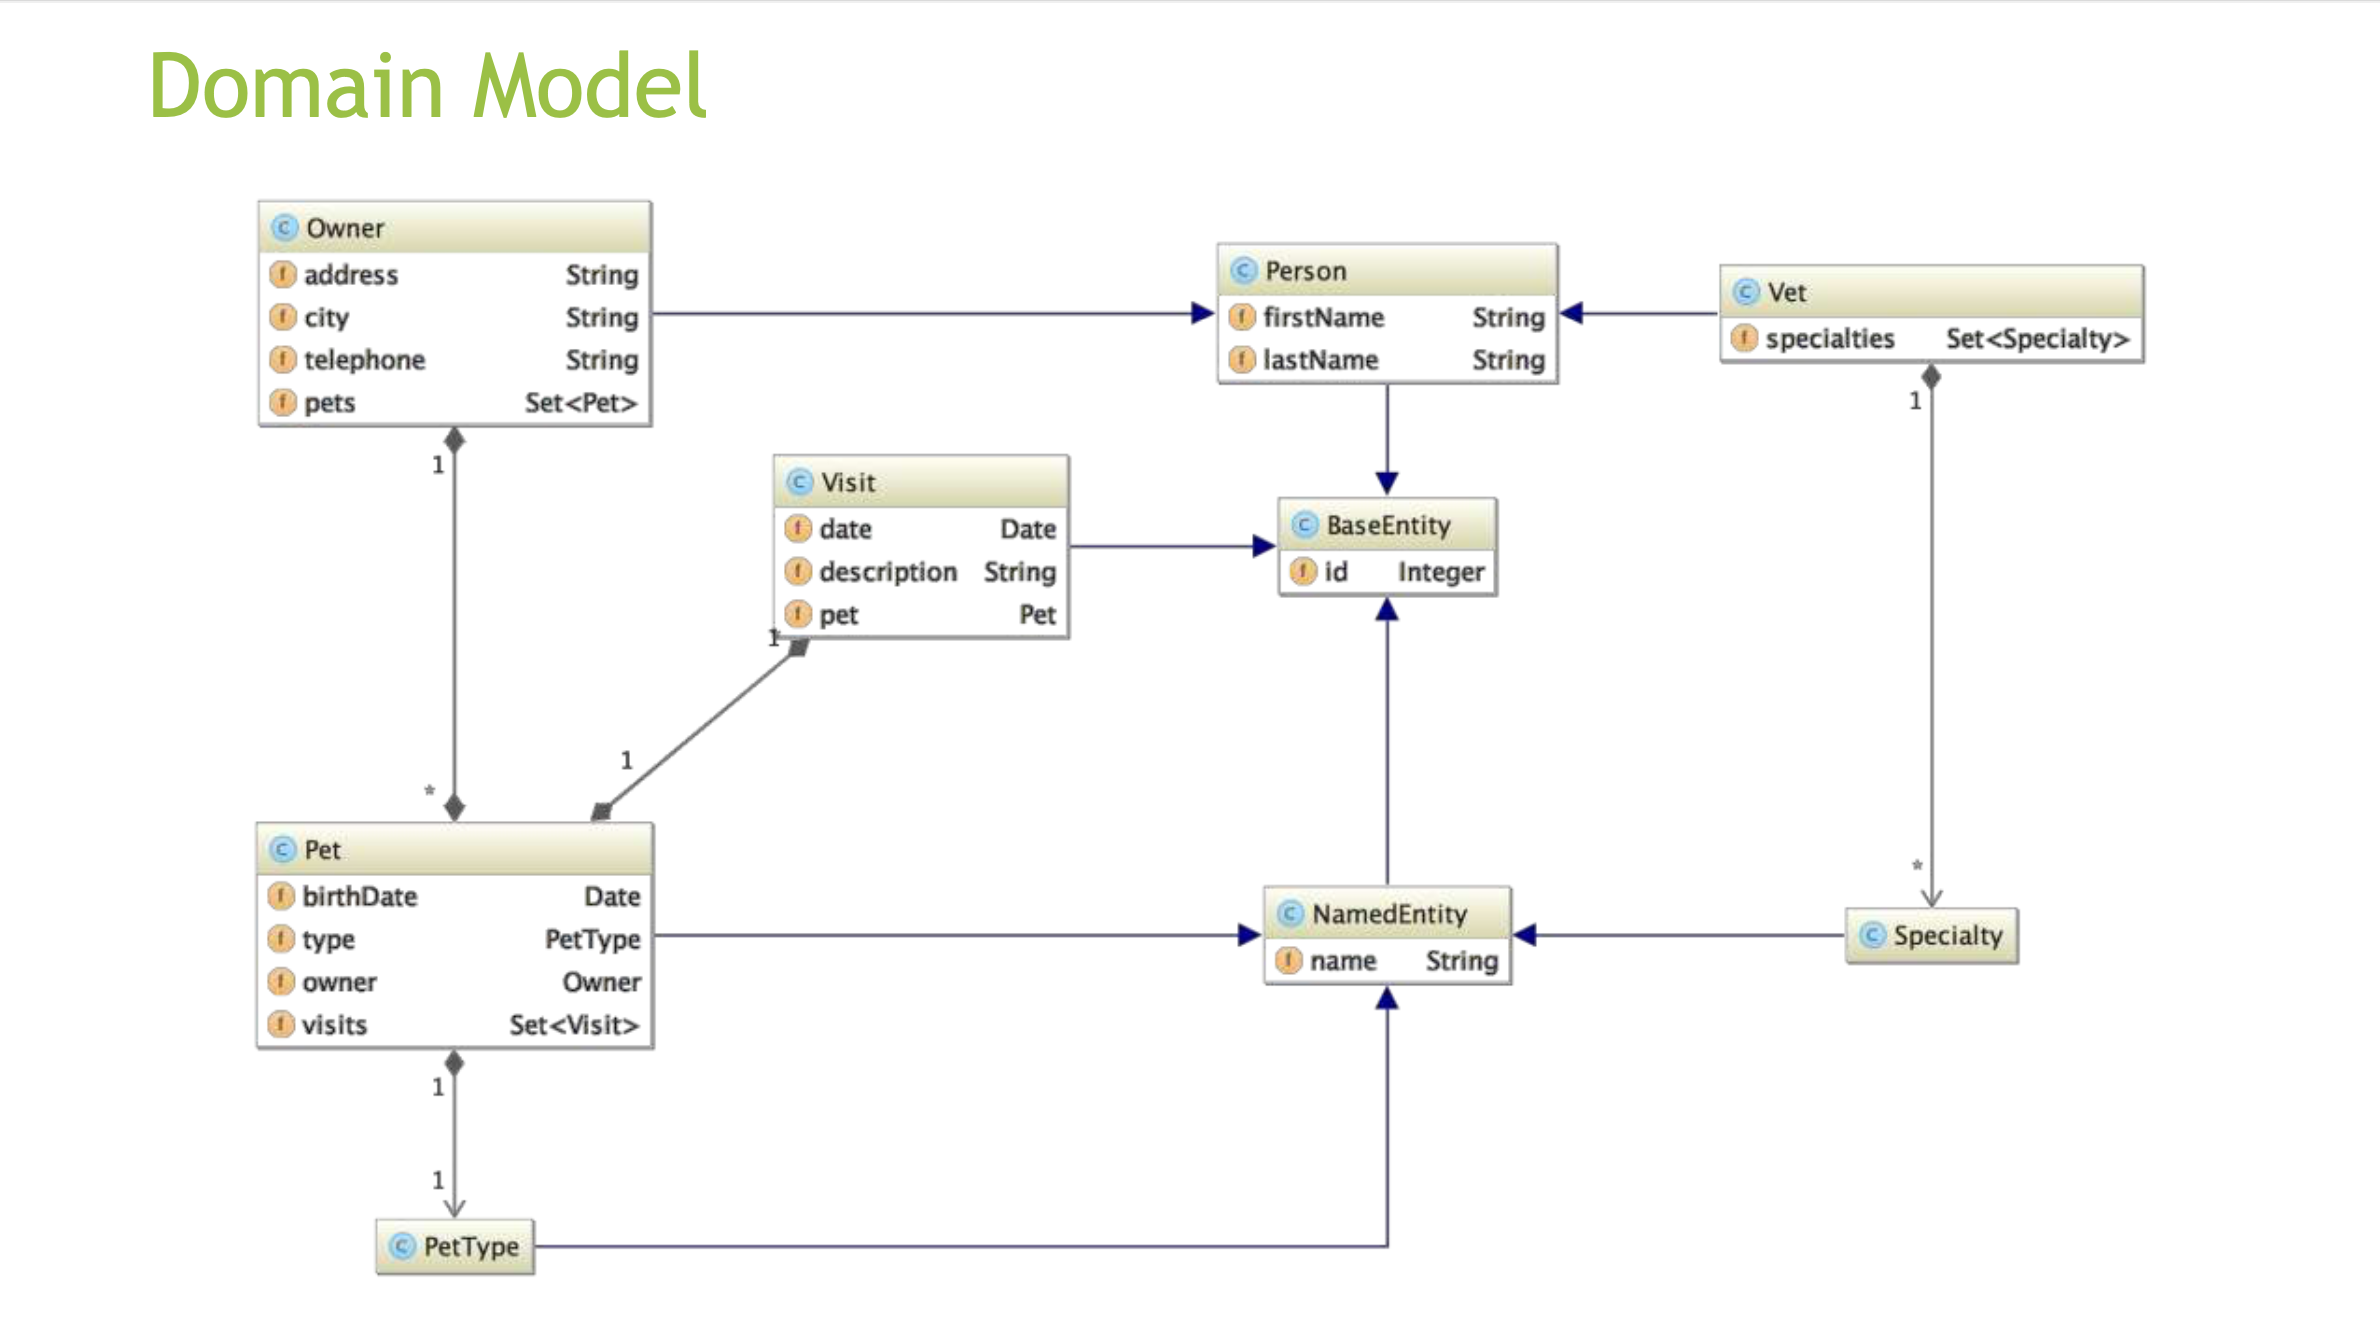 Domain Model
Owner
address String
city String
telephone String
pets Set<Pet>
1
*
Person
firstName String
lastName String
Vet
specialties Set<Specialty>
1
*
Visit
date Date
description String
pet Pet
1
1
BaseEntity
id Integer
Pet
birthDate Date
type PetType
owner Owner
visits Set<Visit>
1
1
NamedEntity
name String
Specialty
PetType